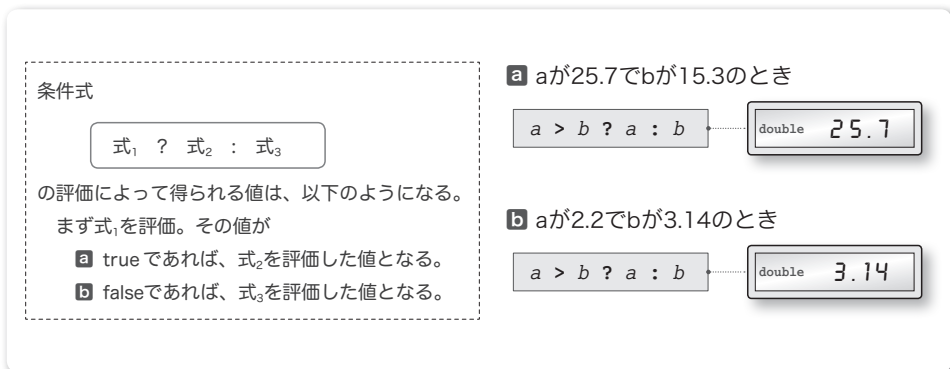 条件式
式₁ ? 式₂ : 式₃
の評価によって得られる値は、以下のようになる。
まず式₁を評価。その値が
a trueであれば、式₂を評価した値となる。
b falseであれば、式₃を評価した値となる。
a aが25.7でbが15.3のとき
a > b ? a : b
double 25.7
b aが2.2でbが3.14のとき
a > b ? a : b
double 3.14